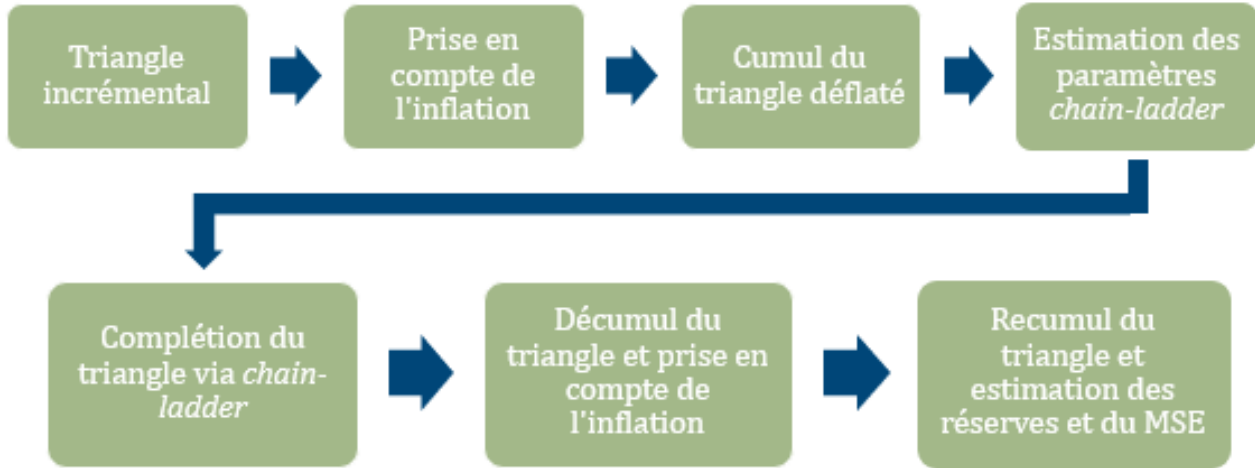 Triangle
incrémental
Prise en
compte de
l'inflation
Cumul du
triangle déflaté
Estimation des
paramètres
chain-ladder
Complétion du
triangle via chain-
ladder
Décumul du
triangle et prise en
compte de
l'inflation
Recumul du
triangle et
estimation des
réserves et du MSE